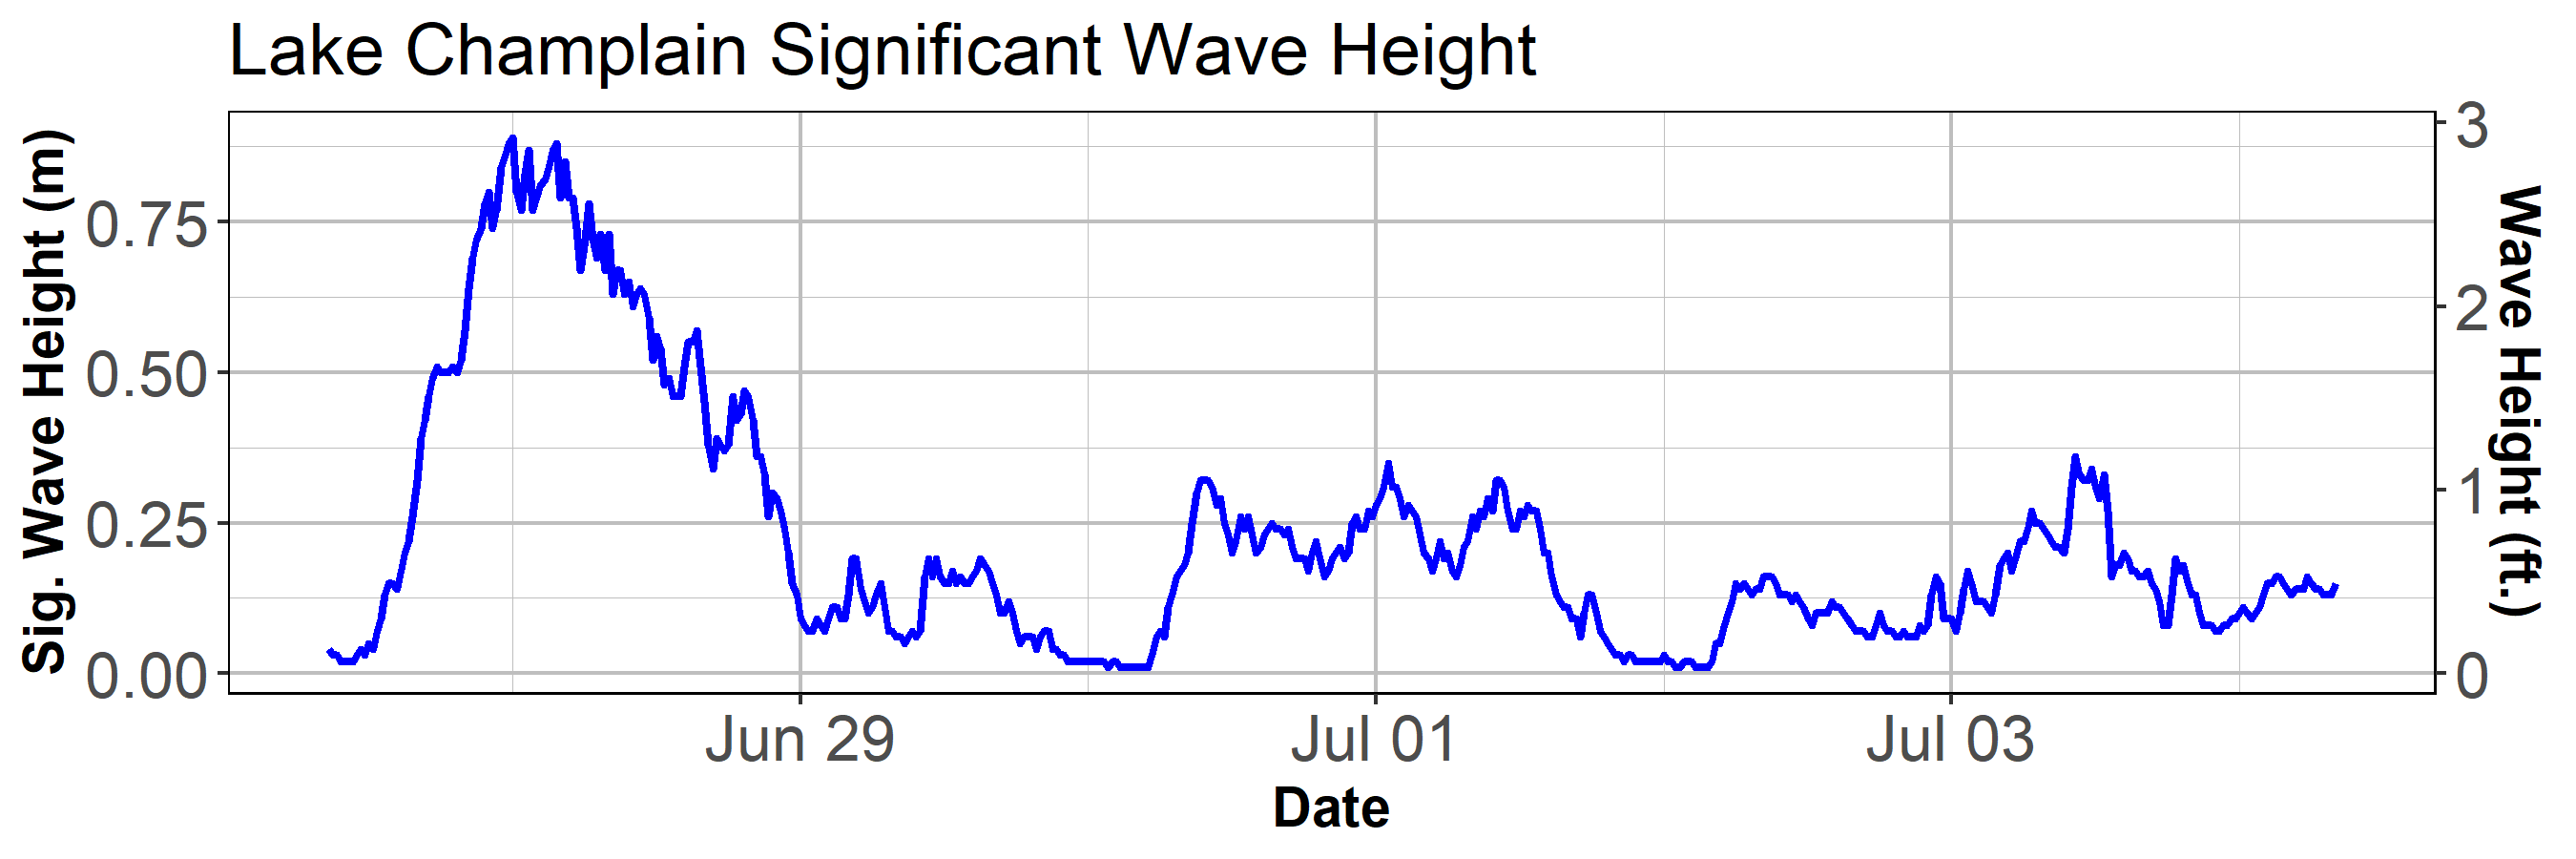 Lake Champlain Significant Wave Height
Sig. Wave Height (m)
0.75
0.50
0.25
0.00
3
2
1
0
Wave Height (ft.)
Jun 29
Jul 01
Jul 03
Date